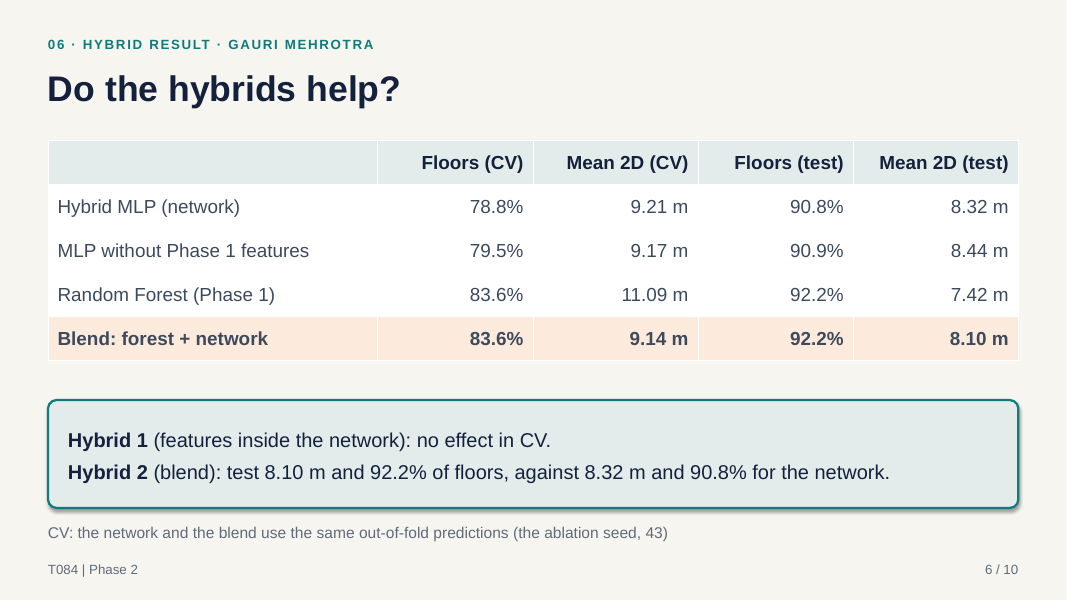 06 · HYBRID RESULT · GAURI MEHROTRA
Do the hybrids help?
Floors (CV) Mean 2D (CV) Floors (test) Mean 2D (test)
Hybrid MLP (network) 78.8% 9.21 m 90.8% 8.32 m
MLP without Phase 1 features 79.5% 9.17 m 90.9% 8.44 m
Random Forest (Phase 1) 83.6% 11.09 m 92.2% 7.42 m
Blend: forest + network 83.6% 9.14 m 92.2% 8.10 m
Hybrid 1 (features inside the network): no effect in CV.
Hybrid 2 (blend): test 8.10 m and 92.2% of floors, against 8.32 m and 90.8% for the network.
CV: the network and the blend use the same out-of-fold predictions (the ablation seed, 43)
T084 | Phase 2
6 / 10